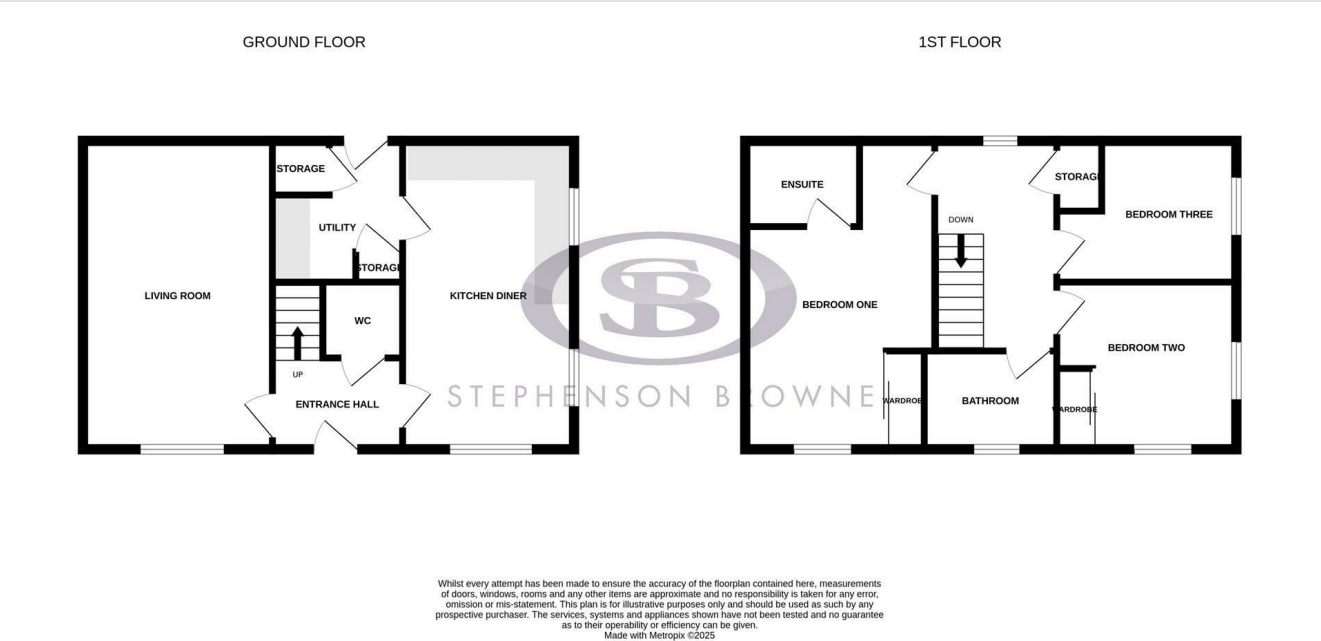 GROUND FLOOR
1ST FLOOR
STORAGE
UTILITY
STORAGE
LIVING ROOM
KITCHEN DINER
WC
UP
ENTRANCE HALL
ENSUITE
STORAGE
DOWN
BEDROOM THREE
BEDROOM ONE
BEDROOM TWO
WARDROBE
BATHROOM
WARDROBE
SB
STEPHENSON BROWNE
Whilst every attempt has been made to ensure the accuracy of the floorplan contained here, measurements
of doors, windows, rooms and any other items are approximate and no responsibility is taken for any error,
omission or mis-statement. This plan is for illustrative purposes only and should be used as such by any
prospective purchaser. The services, systems and appliances shown have not been tested and no guarantee
as to their operability or efficiency can be given.
Made with Metropix ©2025